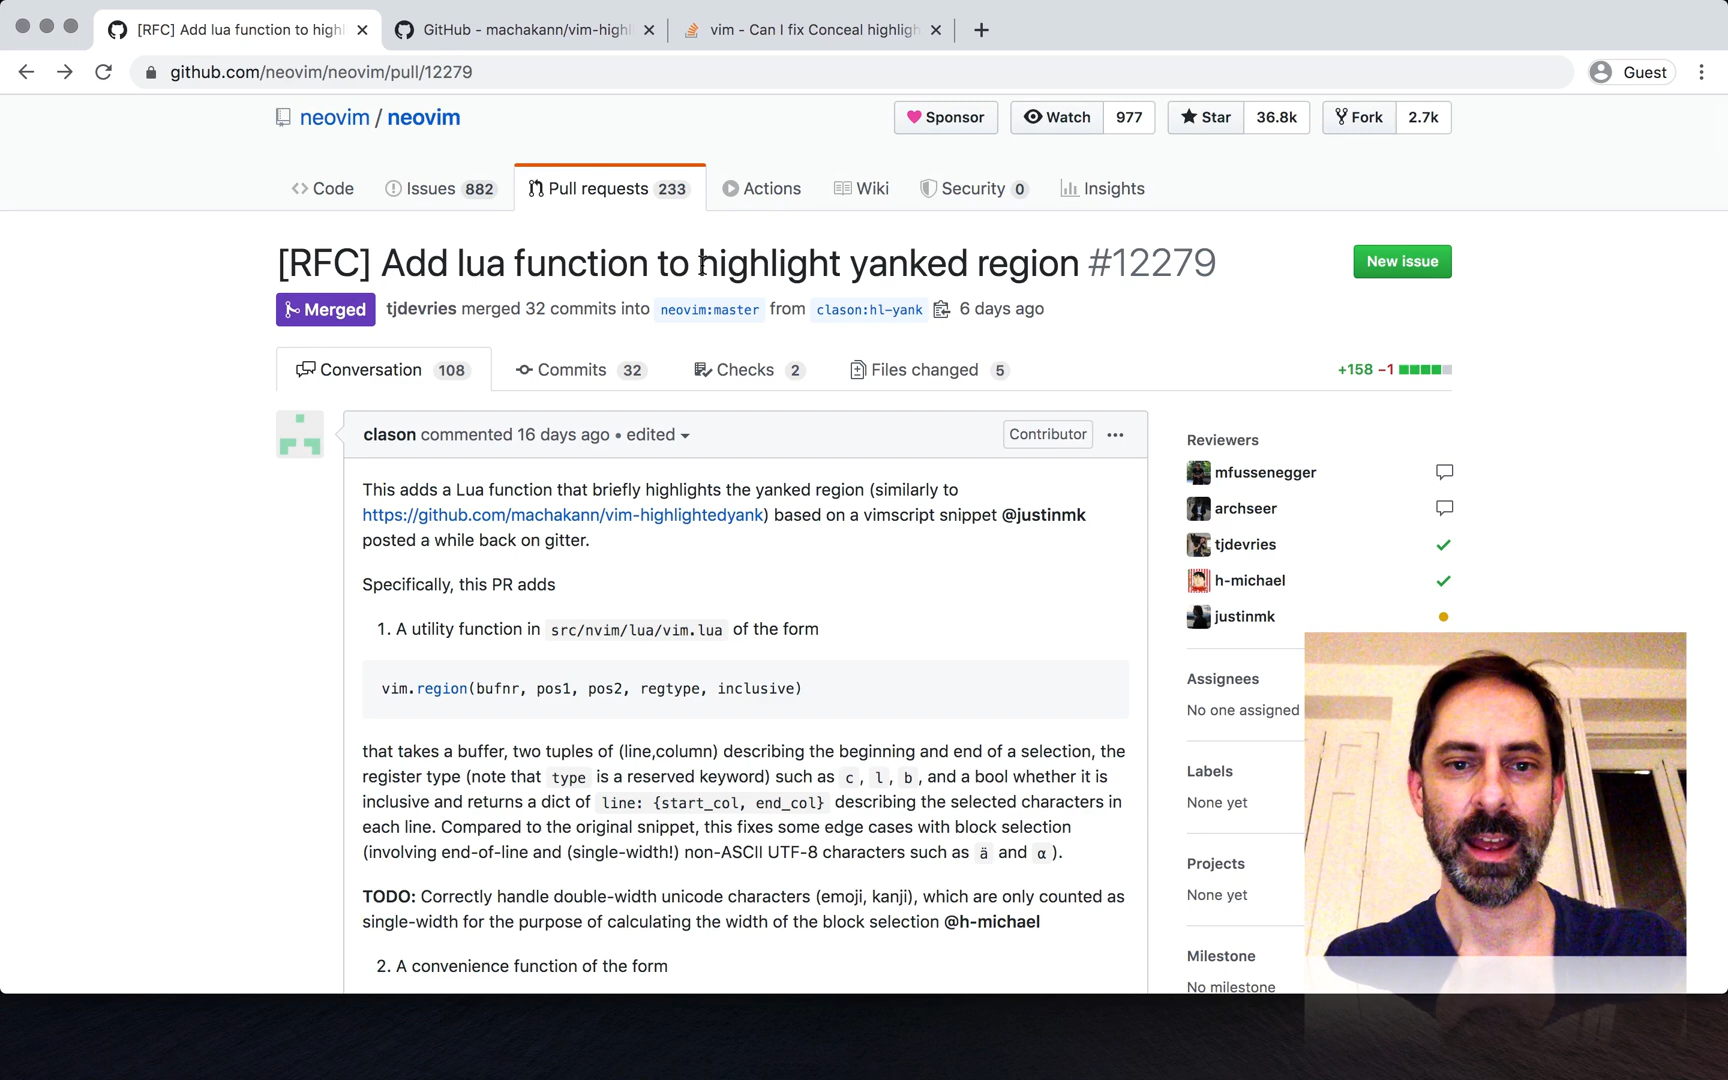 [RFC] Add lua function to highl
GitHub - machakann/vim-highl
vim - Can I fix Conceal highligh
github.com/neovim/neovim/pull/12279
Guest
neovim / neovim
Sponsor
Watch 977
Star 36.8k
Fork 2.7k
Code
Issues 882
Pull requests 233
Actions
Wiki
Security 0
Insights
[RFC] Add lua function to highlight yanked region #12279
New issue
Merged tjdevries merged 32 commits into neovim:master from clason:hl-yank 6 days ago
Conversation 108
Commits 32
Checks 2
Files changed 5
+158 −1
clason commented 16 days ago • edited
Contributor
This adds a Lua function that briefly highlights the yanked region (similarly to
https://github.com/machakann/vim-highlightedyank) based on a vimscript snippet @justinmk
posted a while back on gitter.
Specifically, this PR adds
1. A utility function in src/nvim/lua/vim.lua of the form
vim.region(bufnr, pos1, pos2, regtype, inclusive)
that takes a buffer, two tuples of (line,column) describing the beginning and end of a selection, the
register type (note that type is a reserved keyword) such as c, l, b, and a bool whether it is
inclusive and returns a dict of line: {start_col, end_col} describing the selected characters in
each line. Compared to the original snippet, this fixes some edge cases with block selection
(involving end-of-line and (single-width!) non-ASCII UTF-8 characters such as ä and α).
TODO: Correctly handle double-width unicode characters (emoji, kanji), which are only counted as
single-width for the purpose of calculating the width of the block selection @h-michael
2. A convenience function of the form
Reviewers
mfussenegger
archseer
tjdevries
h-michael
justinmk
Assignees
No one assigned
Labels
None yet
Projects
None yet
Milestone
No milestone